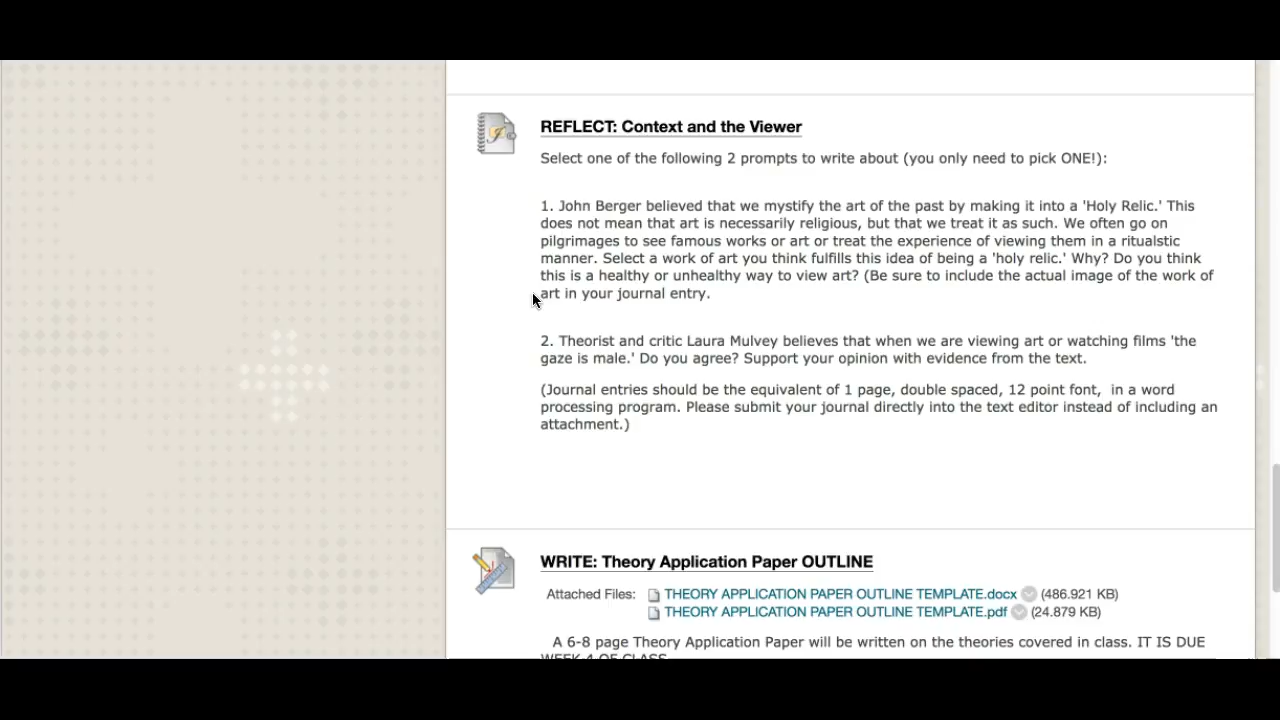 REFLECT: Context and the Viewer
Select one of the following 2 prompts to write about (you only need to pick ONE!):
1. John Berger believed that we mystify the art of the past by making it into a 'Holy Relic.' This
does not mean that art is necessarily religious, but that we treat it as such. We often go on
pilgrimages to see famous works or art or treat the experience of viewing them in a ritualstic
manner. Select a work of art you think fulfills this idea of being a 'holy relic.' Why? Do you think
this is a healthy or unhealthy way to view art? (Be sure to include the actual image of the work of
art in your journal entry.
2. Theorist and critic Laura Mulvey believes that when we are viewing art or watching films 'the
gaze is male.' Do you agree? Support your opinion with evidence from the text.
(Journal entries should be the equivalent of 1 page, double spaced, 12 point font,  in a word
processing program. Please submit your journal directly into the text editor instead of including an
attachment.)
WRITE: Theory Application Paper OUTLINE
Attached Files: THEORY APPLICATION PAPER OUTLINE TEMPLATE.docx (486.921 KB)
THEORY APPLICATION PAPER OUTLINE TEMPLATE.pdf (24.879 KB)
A 6-8 page Theory Application Paper will be written on the theories covered in class. IT IS DUE
WEEK 4 OF CLASS